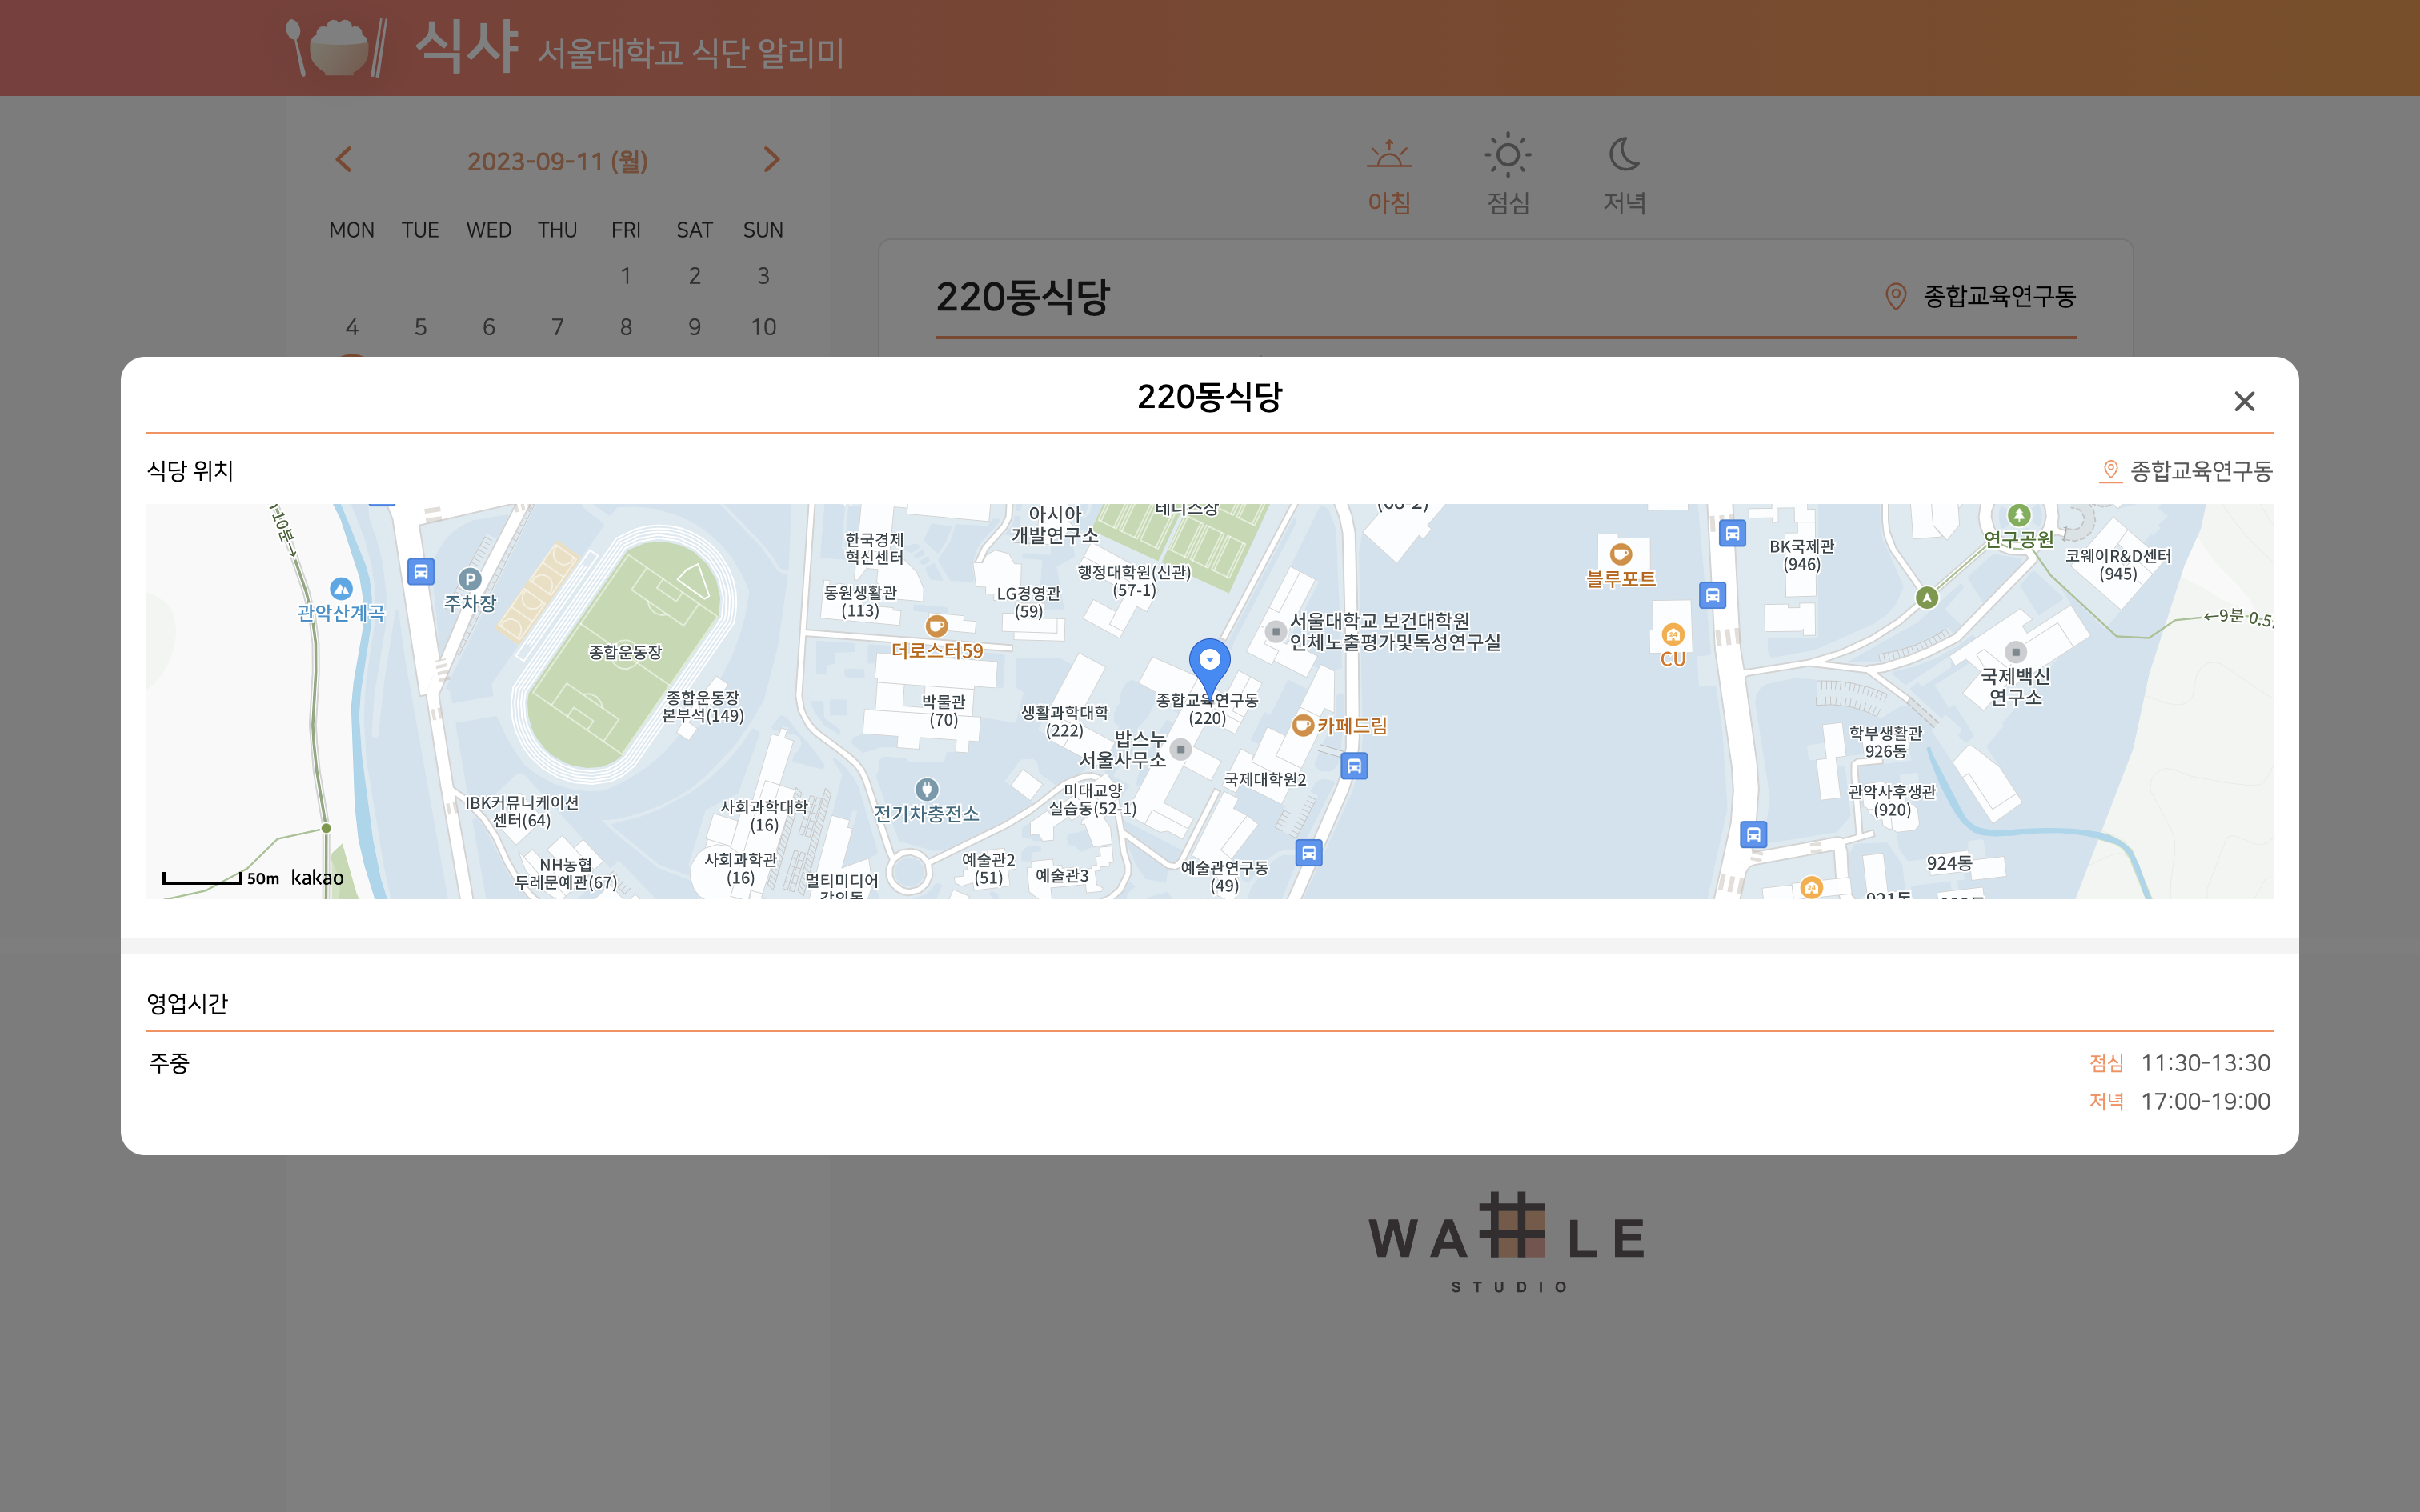 식샤 서울대학교 식단 알리미
2023-09-11 (월)
MON TUE WED THU FRI SAT SUN
1 2 3
4 5 6 7 8 9 10
아침 점심 저녁
220동식당
종합교육연구동
220동식당
식당 위치
종합교육연구동
10분→
관악산계곡
주차장
P
종합운동장
종합운동장
본부석(149)
IBK커뮤니케이션
센터(64)
NH농협
두레문예관(67)
50m kakao
한국경제
혁신센터
동원생활관
(113)
아시아
개발연구소
테니스장
LG경영관
(59)
행정대학원(신관)
(57-1)
더로스터59
박물관
(70)
생활과학대학
(222)
종합교육연구동
(220)
밥스누
서울사무소
서울대학교 보건대학원
인체노출평가및독성연구실
카페드림
국제대학원2
미대교양
실습동(52-1)
전기차충전소
사회과학대학
(16)
사회과학관
(16)
멀티미디어
강의동
예술관2
(51)
예술관3
예술관연구동
(49)
(68-2)
블루포트
24
CU
BK국제관
(946)
연구공원
코웨이R&D센터
(945)
←9분 0.5
국제백신
연구소
학부생활관
926동
관악사후생관
(920)
924동
921동
영업시간
주중
점심 11:30-13:30
저녁 17:00-19:00
WAFFLE
STUDIO